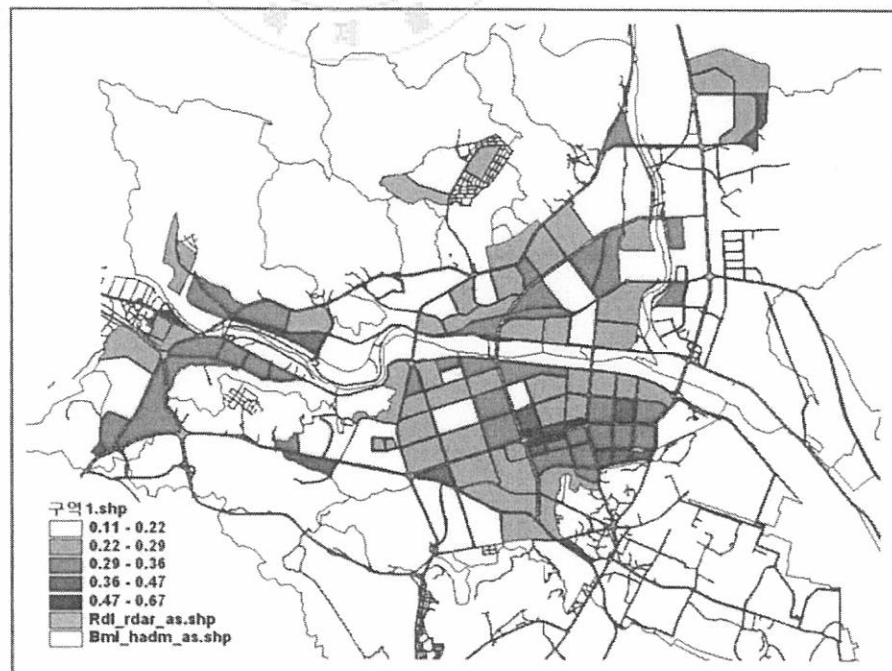 구역1.shp
0.11 - 0.22
0.22 - 0.29
0.29 - 0.36
0.36 - 0.47
0.47 - 0.67
Rdl_rdar_as.shp
Bml_hadm_as.shp